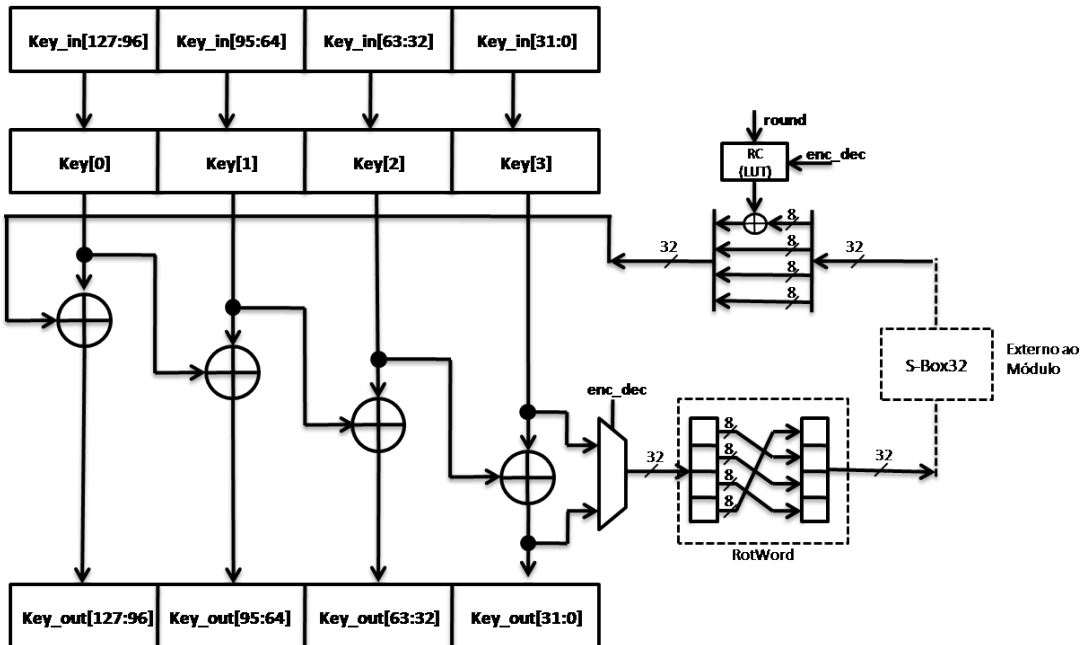 Key_in[127:96] Key_in[95:64] Key_in[63:32] Key_in[31:0]
round
Key[0] Key[1] Key[2] Key[3]
RC
(LUT)
enc_dec
8
32
8
32
8
8
Externo ao
Módulo
S-Box32
enc_dec
32
8
8
8
8
32
RotWord
Key_out[127:96] Key_out[95:64] Key_out[63:32] Key_out[31:0]